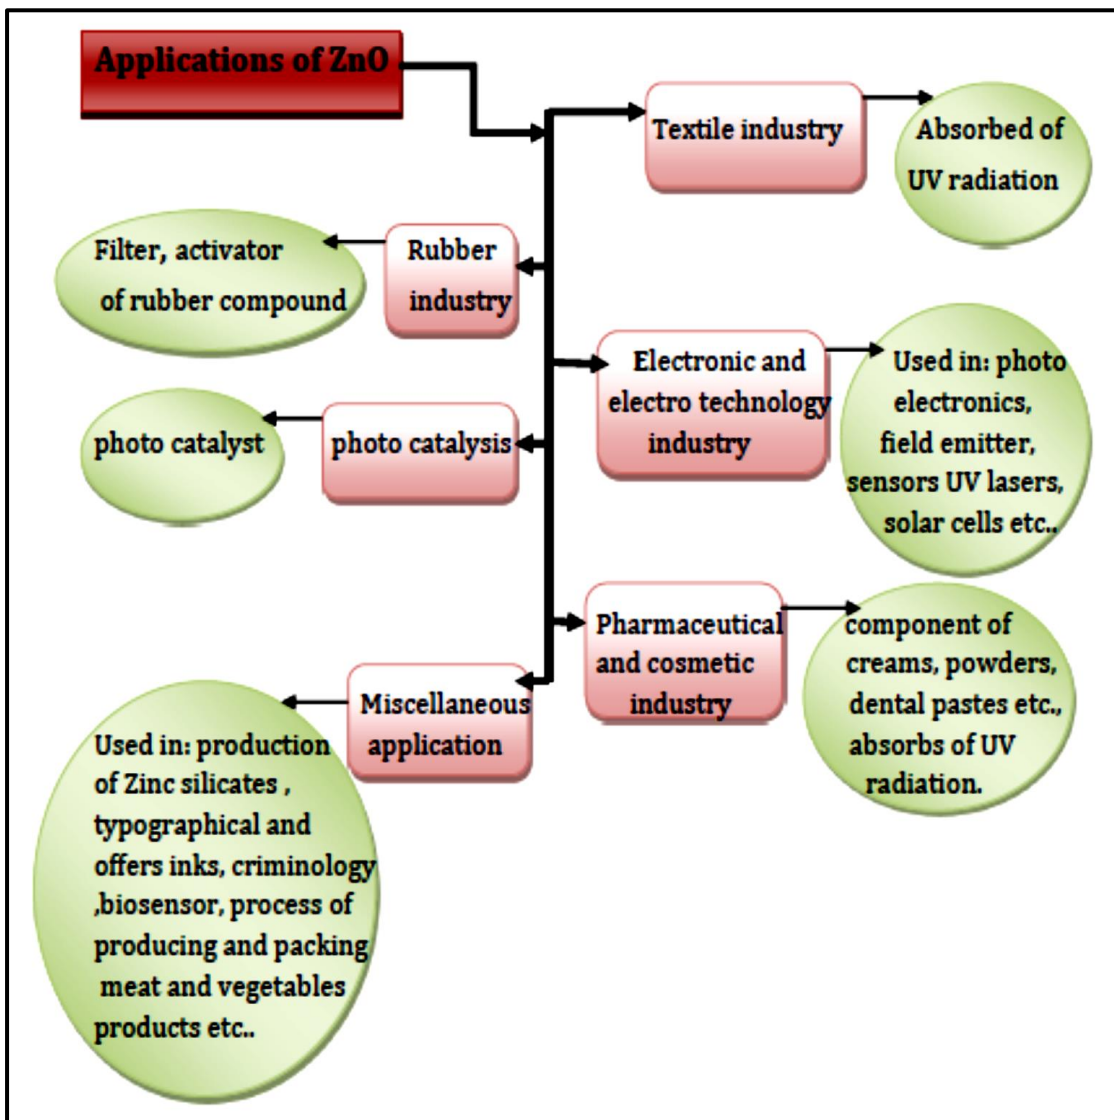 Applications of ZnO
Textile industry
Absorbed of
UV radiation
Rubber
industry
Filter, activator
of rubber compound
Electronic and
electro technology
industry
Used in: photo
electronics,
field emitter,
sensors UV lasers,
solar cells etc..
photo catalysis
photo catalyst
Pharmaceutical
and cosmetic
industry
component of
creams, powders,
dental pastes etc.,
absorbs of UV
radiation.
Miscellaneous
application
Used in: production
of Zinc silicates ,
typographical and
offers inks, criminology
,biosensor, process of
producing and packing
meat and vegetables
products etc..